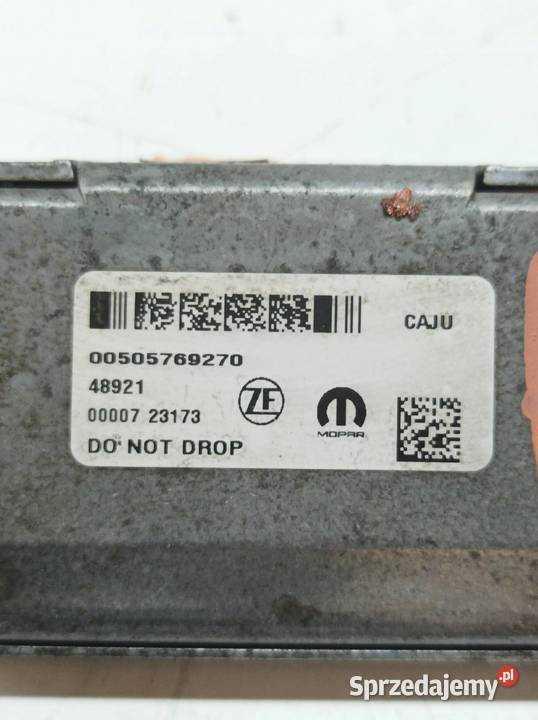 CAJU
00505769270
48921
00007 23173
ZF
MOPAR
DO NOT DROP
Sprzedajemy.pl